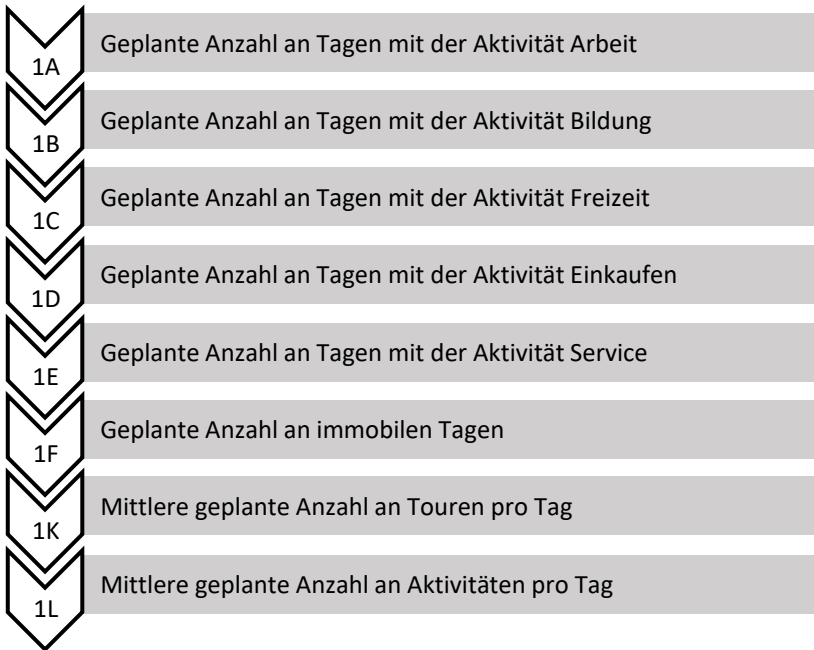 1A Geplante Anzahl an Tagen mit der Aktivität Arbeit
1B Geplante Anzahl an Tagen mit der Aktivität Bildung
1C Geplante Anzahl an Tagen mit der Aktivität Freizeit
1D Geplante Anzahl an Tagen mit der Aktivität Einkaufen
1E Geplante Anzahl an Tagen mit der Aktivität Service
1F Geplante Anzahl an immobilen Tagen
1K Mittlere geplante Anzahl an Touren pro Tag
1L Mittlere geplante Anzahl an Aktivitäten pro Tag